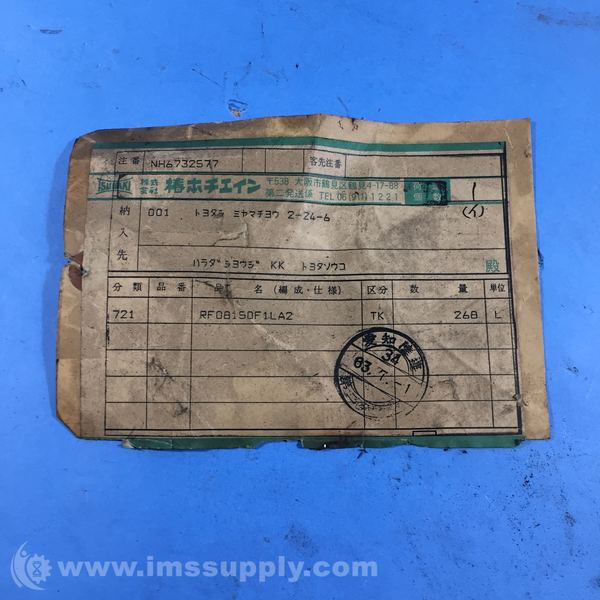 注番 NH6732577 客先注番
TSUBAKI 株式会社 椿本チエイン 〒538 大阪市鶴見区鶴見4-17-88
第二発送係 TEL 06(911)1221
納入先 001 トヨタシ ミヤマチヨウ 2-24-6
1
(イ)
ハラダ゛シヨウジ゛ KK トヨタソウコ 殿
分類 品番 品名(編成・仕様) 区分 数量 単位
721 RF08150F1LA2 TK 268 L
34
63.7.-1
www.imssupply.com